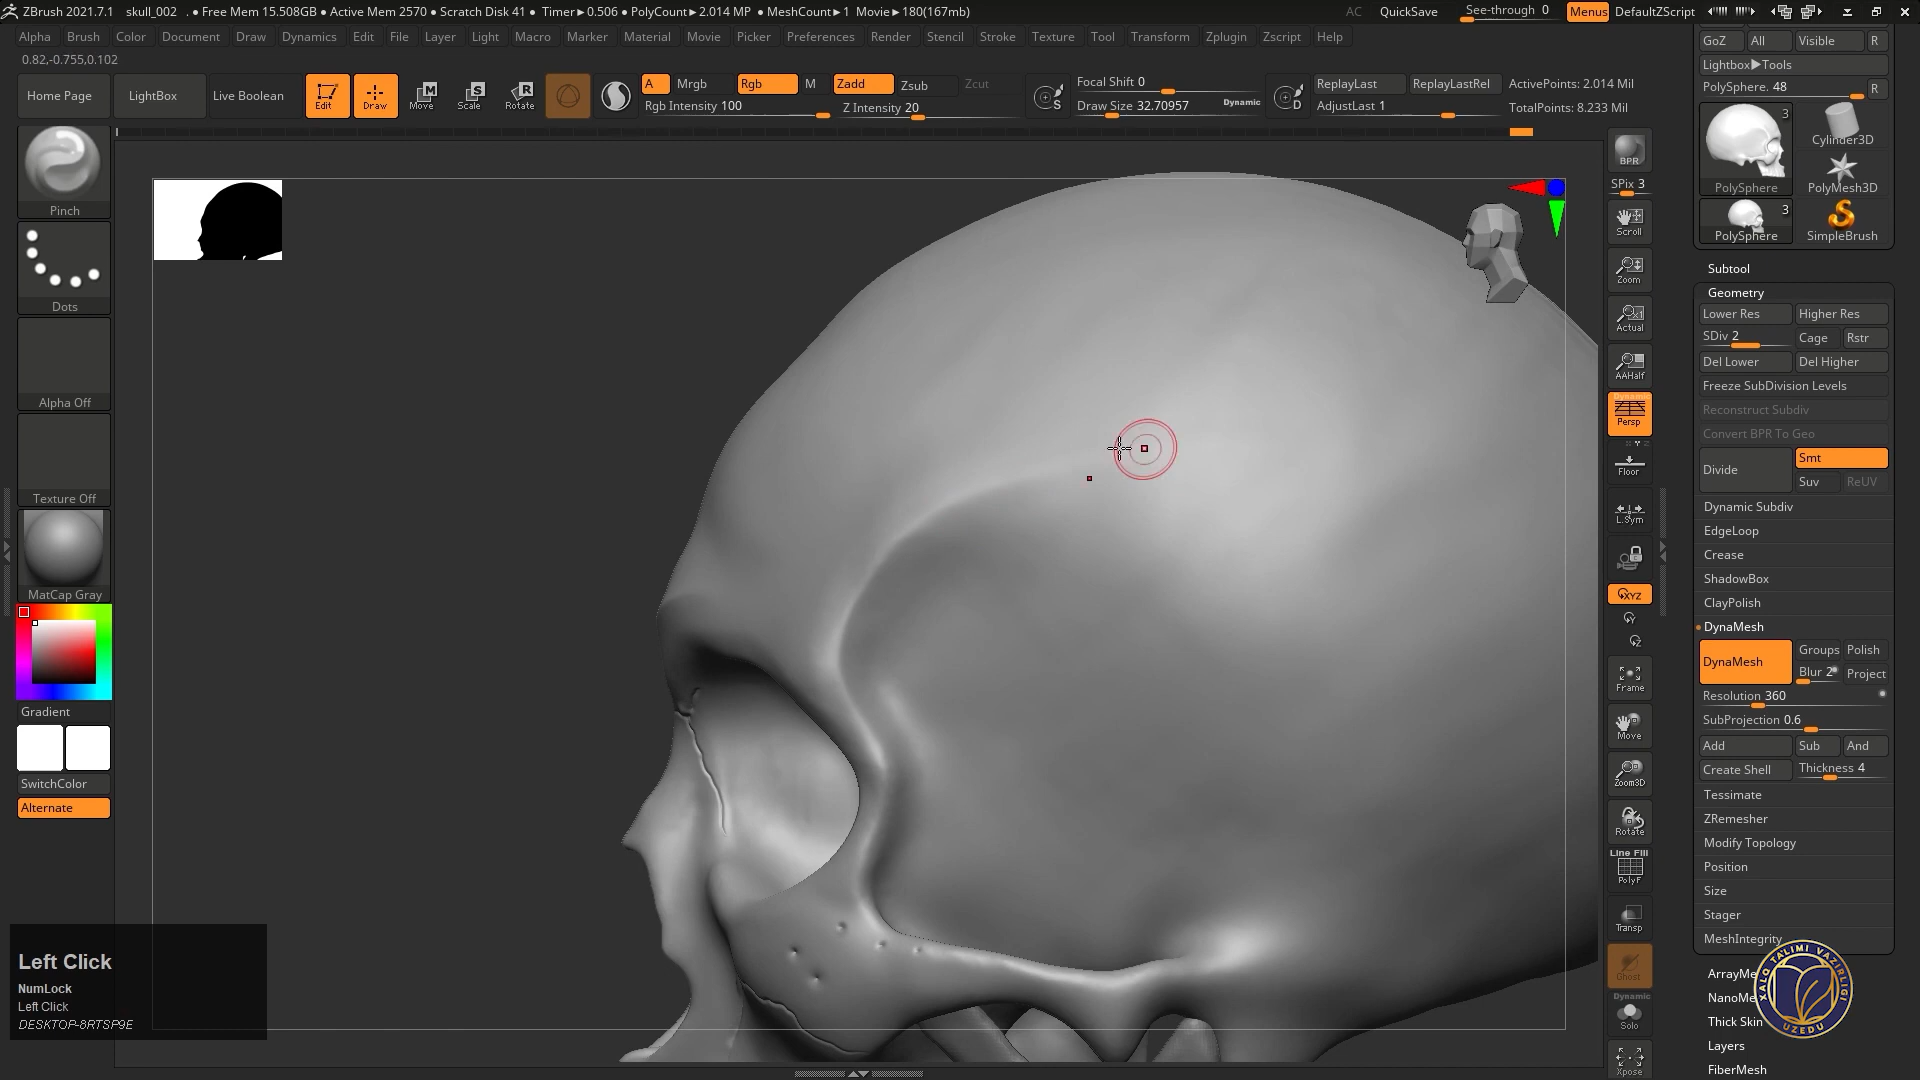 ZBrush 2021.7.1 skull_002 . • Free Mem 15.508GB • Active Mem 2570 • Scratch Disk 41 • Timer▶0.506 • PolyCount▶2.014 MP • MeshCount▶1 Movie▶180(167mb)
AC QuickSave See-through 0 Menus DefaultZScript
Alpha Brush Color Document Draw Dynamics Edit File Layer Light Macro Marker Material Movie Picker Preferences Render Stencil Stroke Texture Tool Transform Zplugin Zscript Help
0.82,-0.755,0.102
Home Page LightBox Live Boolean Edit Draw Move Scale Rotate
A Mrgb Rgb M Zadd Zsub Zcut
Rgb Intensity 100 Z Intensity 20
Focal Shift 0
Draw Size 32.70957 Dynamic
S D
ReplayLast ReplayLastRel
AdjustLast 1
ActivePoints: 2.014 Mil
TotalPoints: 8.233 Mil
Pinch
Dots
Alpha Off
Texture Off
MatCap Gray
Gradient
SwitchColor
Alternate
Left Click
NumLock
Left Click
DESKTOP-8RTSP9E
BPR
SPix 3
Scroll
Zoom
Actual
AAHalf
Dynamic
Persp
Floor
L.Sym
XYZ
Y
Z
Frame
Move
Zoom3D
Rotate
Line Fill
PolyF
Transp
Ghost
Dynamic
Solo
Xpose
GoZ All Visible R
Lightbox▶Tools
PolySphere. 48 R
3
PolySphere
Cylinder3D
PolyMesh3D
3
PolySphere
SimpleBrush
Subtool
Geometry
Lower Res Higher Res
SDiv 2 Cage Rstr
Del Lower Del Higher
Freeze SubDivision Levels
Reconstruct Subdiv
Convert BPR To Geo
Divide Smt
Suv ReUV
Dynamic Subdiv
EdgeLoop
Crease
ShadowBox
ClayPolish
DynaMesh
DynaMesh Groups Polish
Blur 2 Project
Resolution 360
SubProjection 0.6
Add Sub And
Create Shell Thickness 4
Tessimate
ZRemesher
Modify Topology
Position
Size
Stager
MeshIntegrity
ArrayMe
NanoMe
Thick Skin
Layers
FiberMesh
XALQ TALIMI VAZIRLIGI
UZEDU